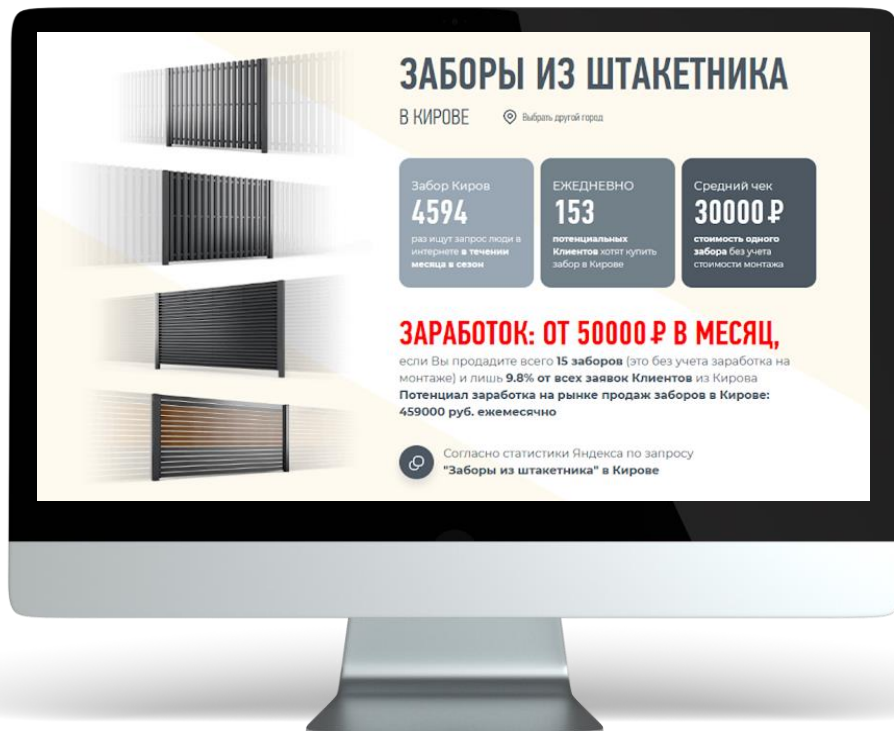 ЗАБОРЫ ИЗ ШТАКЕТНИКА
В КИРОВЕ
Выбрать другой город
Забор Киров
4594
раз ищут запрос люди в
интернете в течении
месяца в сезон
ЕЖЕДНЕВНО
153
потенциальных
Клиентов хотят купить
забор в Кирове
Средний чек
30000 ₽
стоимость одного
забора без учета
стоимости монтажа
ЗАРАБОТОК: ОТ 50000 ₽ В МЕСЯЦ,
если Вы продадите всего 15 заборов (это без учета заработка на
монтаже) и лишь 9.8% от всех заявок Клиентов из Кирова
Потенциал заработка на рынке продаж заборов в Кирове:
459000 руб. ежемесячно
Согласно статистики Яндекса по запросу
"Заборы из штакетника" в Кирове